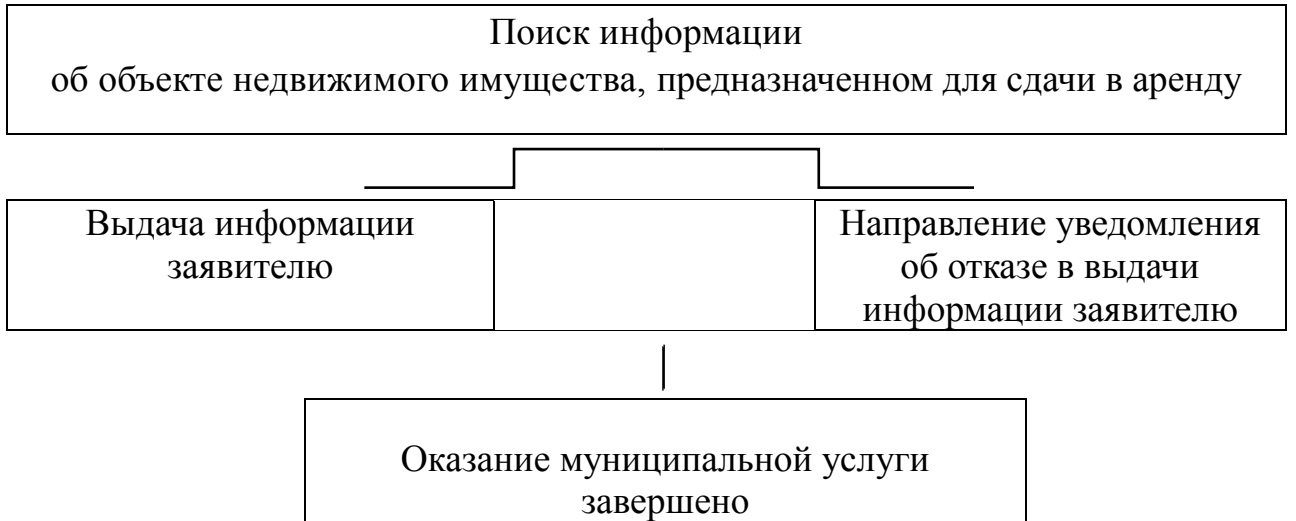 Поиск информации
об объекте недвижимого имущества, предназначенном для сдачи в аренду
Выдача информации
заявителю
Направление уведомления
об отказе в выдачи
информации заявителю
Оказание муниципальной услуги
завершено